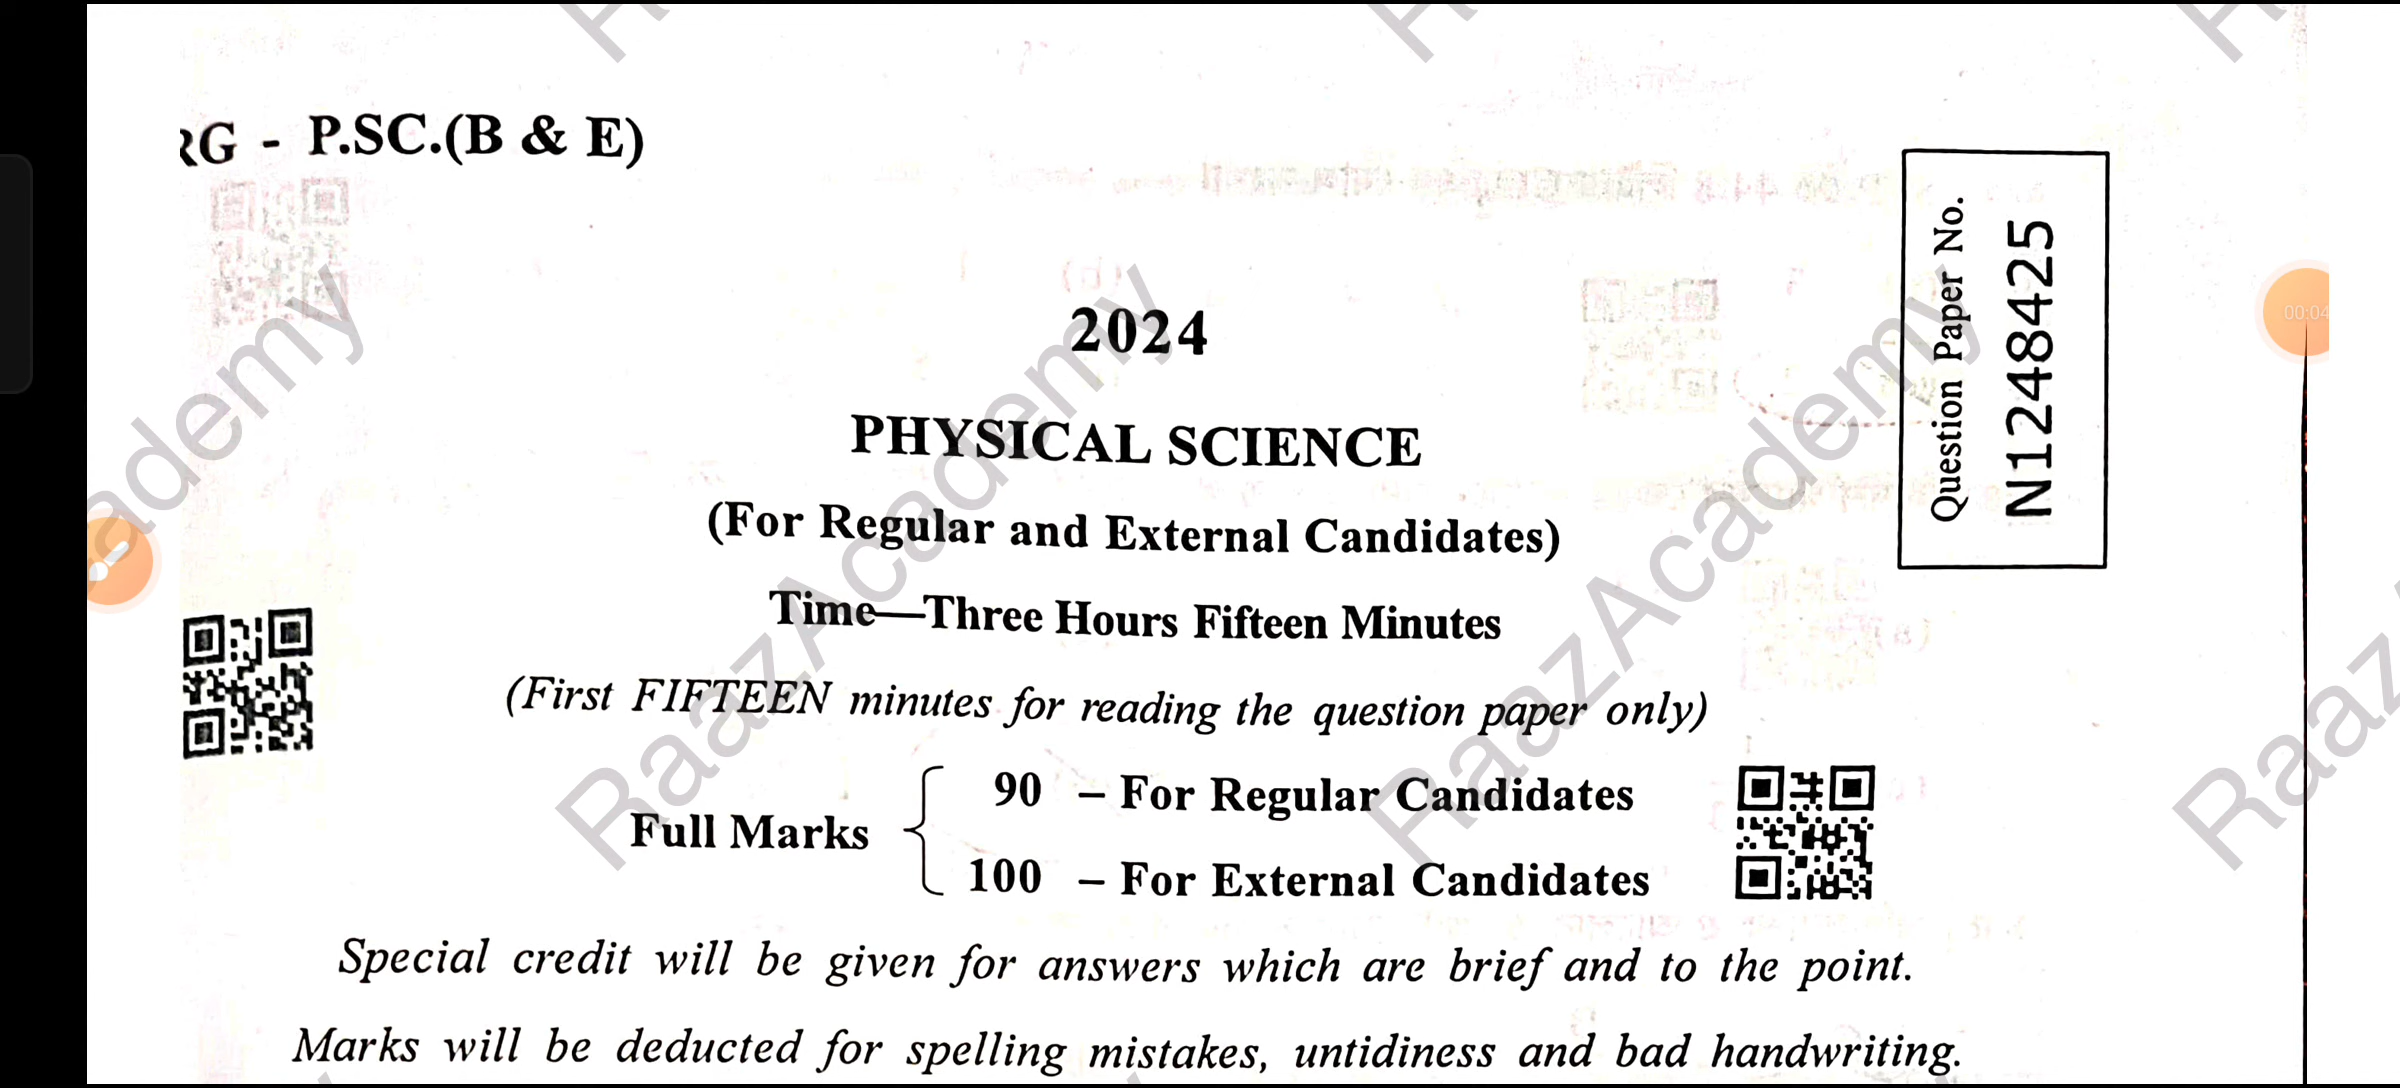 RG - P.SC.(B & E)
Question Paper No.
N1248425
2024
PHYSICAL SCIENCE
(For Regular and External Candidates)
Time—Three Hours Fifteen Minutes
(First FIFTEEN minutes for reading the question paper only)
Full Marks
90 – For Regular Candidates
100 – For External Candidates
Special credit will be given for answers which are brief and to the point.
Marks will be deducted for spelling mistakes, untidiness and bad handwriting.
RaazAcademy
RaazAcademy
00:04